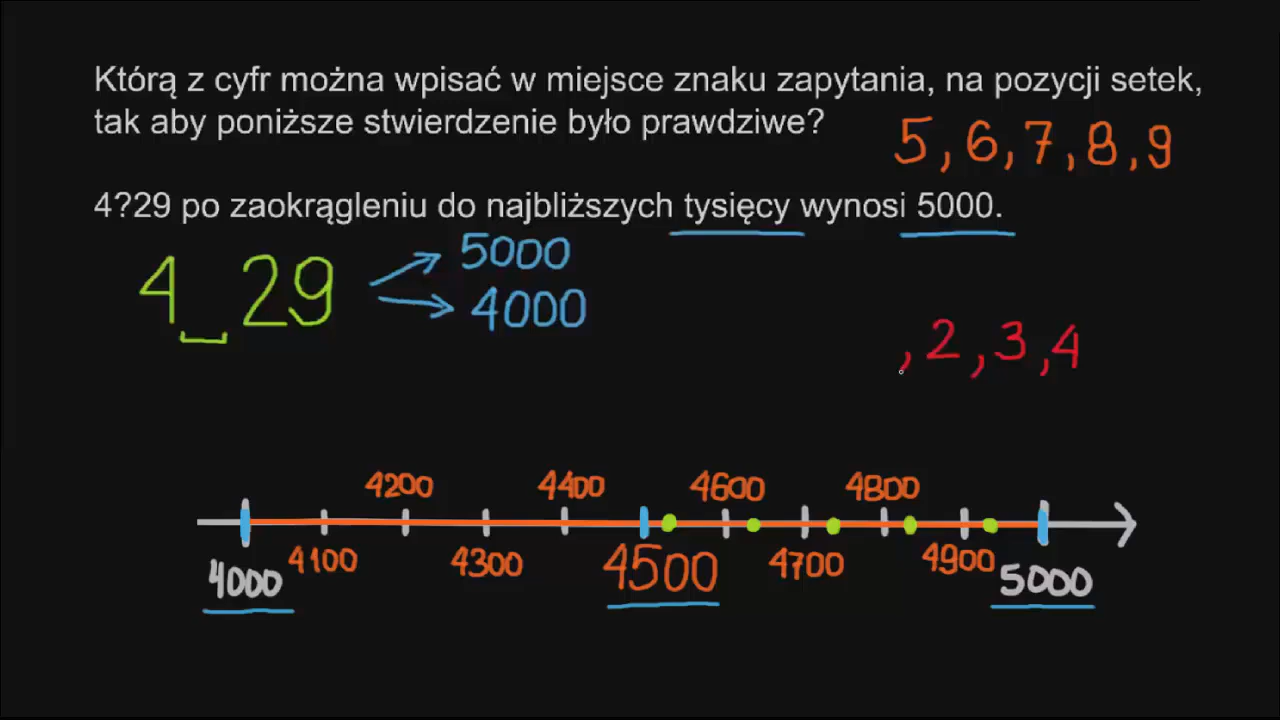 Którą z cyfr można wpisać w miejsce znaku zapytania, na pozycji setek,
tak aby poniższe stwierdzenie było prawdziwe?
5, 6, 7, 8, 9
4?29 po zaokrągleniu do najbliższych tysięcy wynosi 5000.
4_29
5000
4000
, 2, 3, 4
4200 4400 4600 4800
4000 4100 4300 4500 4700 4900 5000